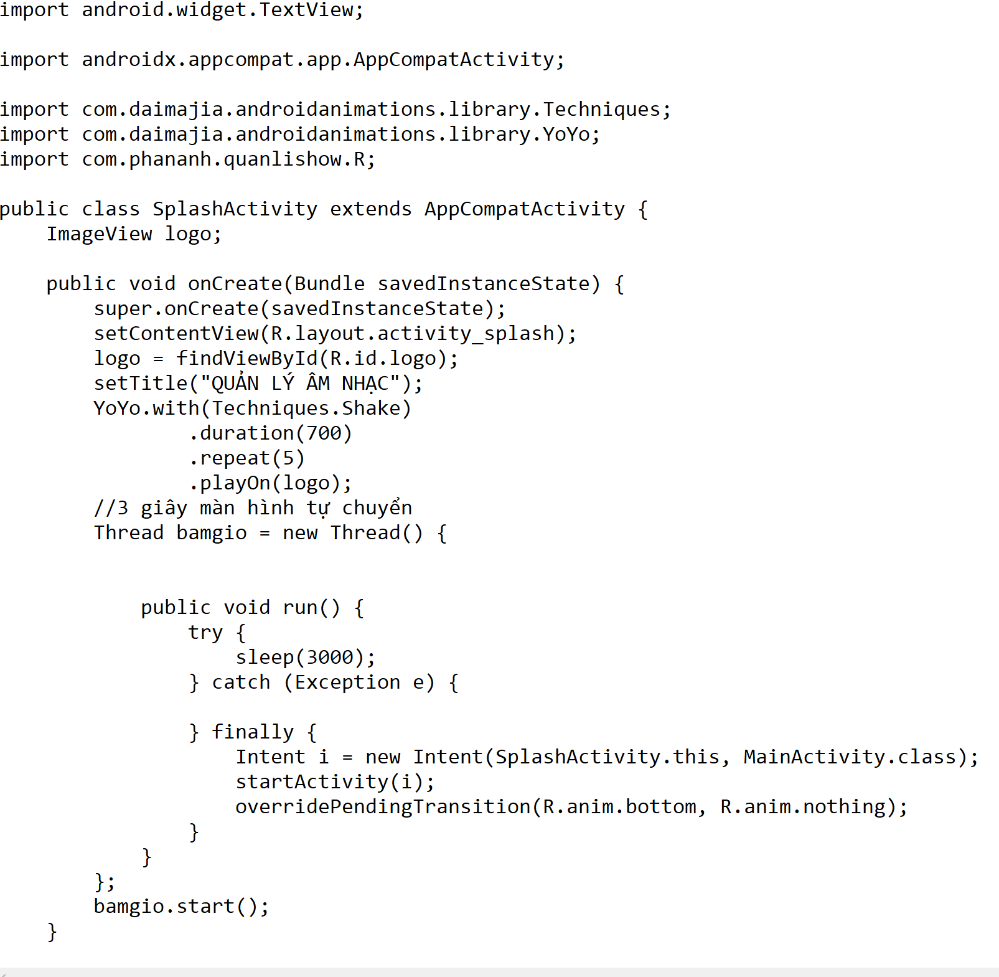 import android.widget.TextView;
import androidx.appcompat.app.AppCompatActivity;
import com.daimajia.androidanimations.library.Techniques;
import com.daimajia.androidanimations.library.YoYo;
import com.phananh.quanlishow.R;
public class SplashActivity extends AppCompatActivity {
    ImageView logo;
    public void onCreate(Bundle savedInstanceState) {
        super.onCreate(savedInstanceState);
        setContentView(R.layout.activity_splash);
        logo = findViewById(R.id.logo);
        setTitle("QUẢN LÝ ÂM NHẠC");
        YoYo.with(Techniques.Shake)
                .duration(700)
                .repeat(5)
                .playOn(logo);
        //3 giây màn hình tự chuyển
        Thread bamgio = new Thread() {
            public void run() {
                try {
                    sleep(3000);
                } catch (Exception e) {
                } finally {
                    Intent i = new Intent(SplashActivity.this, MainActivity.class);
                    startActivity(i);
                    overridePendingTransition(R.anim.bottom, R.anim.nothing);
                }
            }
        };
        bamgio.start();
    }